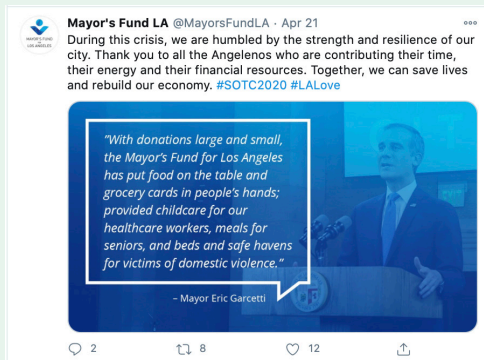 Mayor's Fund LA @MayorsFundLA · Apr 21
MAYOR'S FUND
LOS ANGELES
During this crisis, we are humbled by the strength and resilience of our
city. Thank you to all the Angelenos who are contributing their time,
their energy and their financial resources. Together, we can save lives
and rebuild our economy. #SOTC2020 #LALove
"With donations large and small,
the Mayor's Fund for Los Angeles
has put food on the table and
grocery cards in people's hands;
provided childcare for our
healthcare workers, meals for
seniors, and beds and safe havens
for victims of domestic violence."
– Mayor Eric Garcetti
2 8 12